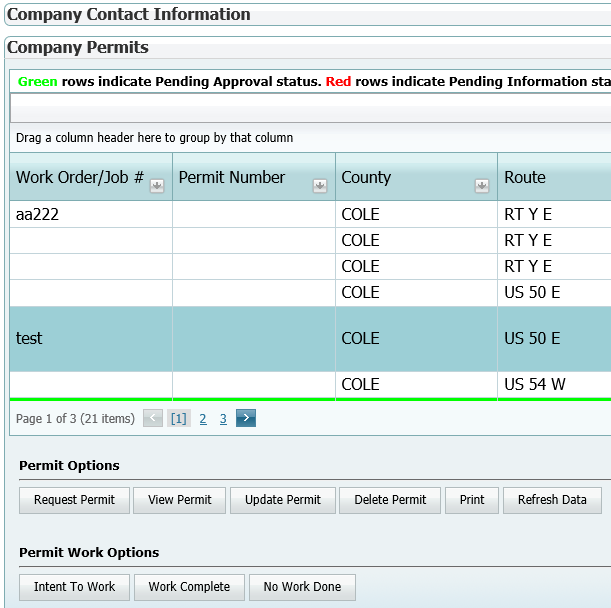 Company Contact Information
Company Permits
Green rows indicate Pending Approval status. Red rows indicate Pending Information sta
Drag a column header here to group by that column
Work Order/Job # Permit Number County Route
aa222 COLE RT Y E
COLE RT Y E
COLE RT Y E
COLE US 50 E
test COLE US 50 E
COLE US 54 W
Page 1 of 3 (21 items) < [1] 2 3 >
Permit Options
Request Permit View Permit Update Permit Delete Permit Print Refresh Data
Permit Work Options
Intent To Work Work Complete No Work Done